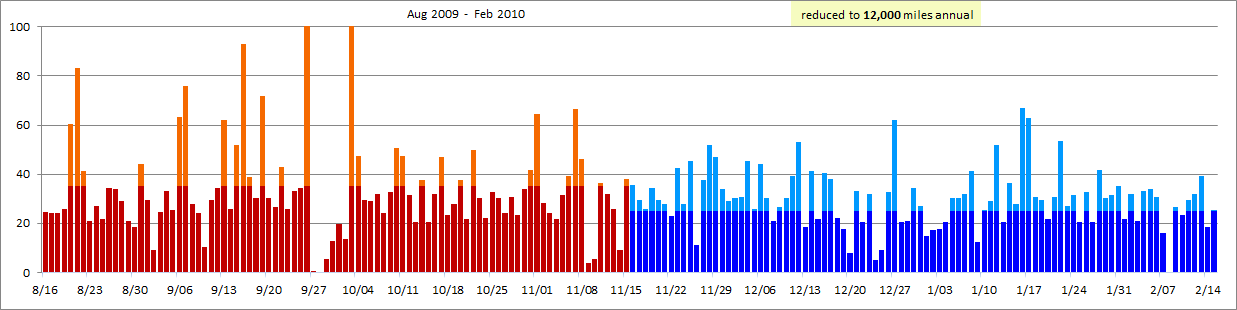 Aug 2009 - Feb 2010
reduced to 12,000 miles annual
100
80
60
40
20
0
8/16 8/23 8/30 9/06 9/13 9/20 9/27 10/04 10/11 10/18 10/25 11/01 11/08 11/15 11/22 11/29 12/06 12/13 12/20 12/27 1/03 1/10 1/17 1/24 1/31 2/07 2/14